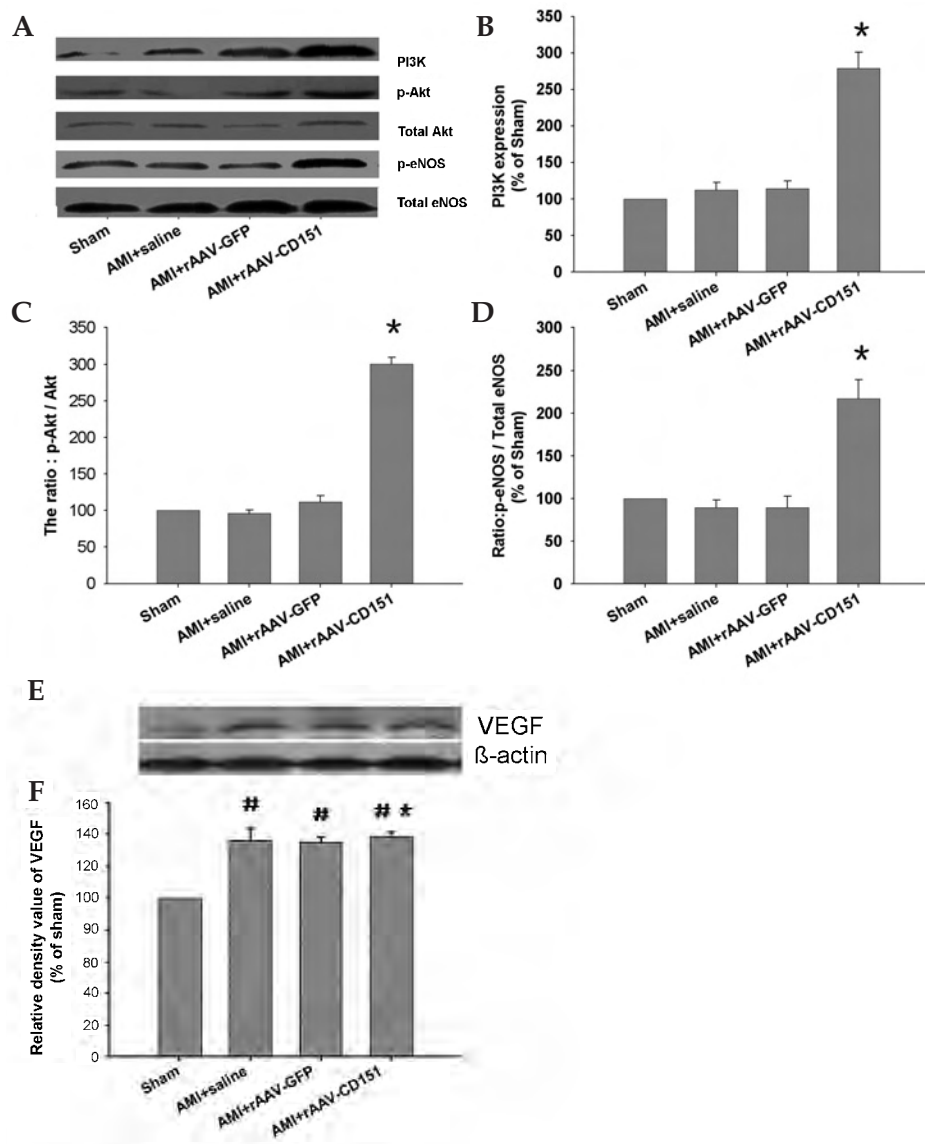 A
PI3K
p-Akt
Total Akt
p-eNOS
Total eNOS
Sham
AMI+saline
AMI+rAAV-GFP
AMI+rAAV-CD151
B
PI3K expression
(% of Sham)
350
300
250
200
150
100
50
0
*
Sham
AMI+saline
AMI+rAAV-GFP
AMI+rAAV-CD151
C
The ratio : p-Akt / Akt
350
300
250
200
150
100
50
0
*
Sham
AMI+saline
AMI+rAAV-GFP
AMI+rAAV-CD151
D
Ratio:p-eNOS / Total eNOS
(% of Sham)
300
250
200
150
100
50
0
*
Sham
AMI+saline
AMI+rAAV-GFP
AMI+rAAV-CD151
E
VEGF
ß-actin
F
Relative density value of VEGF
(% of sham)
160
140
120
100
90
80
40
20
0
#
#
# *
Sham
AMI+saline
AMI+rAAV-GFP
AMI+rAAV-CD151